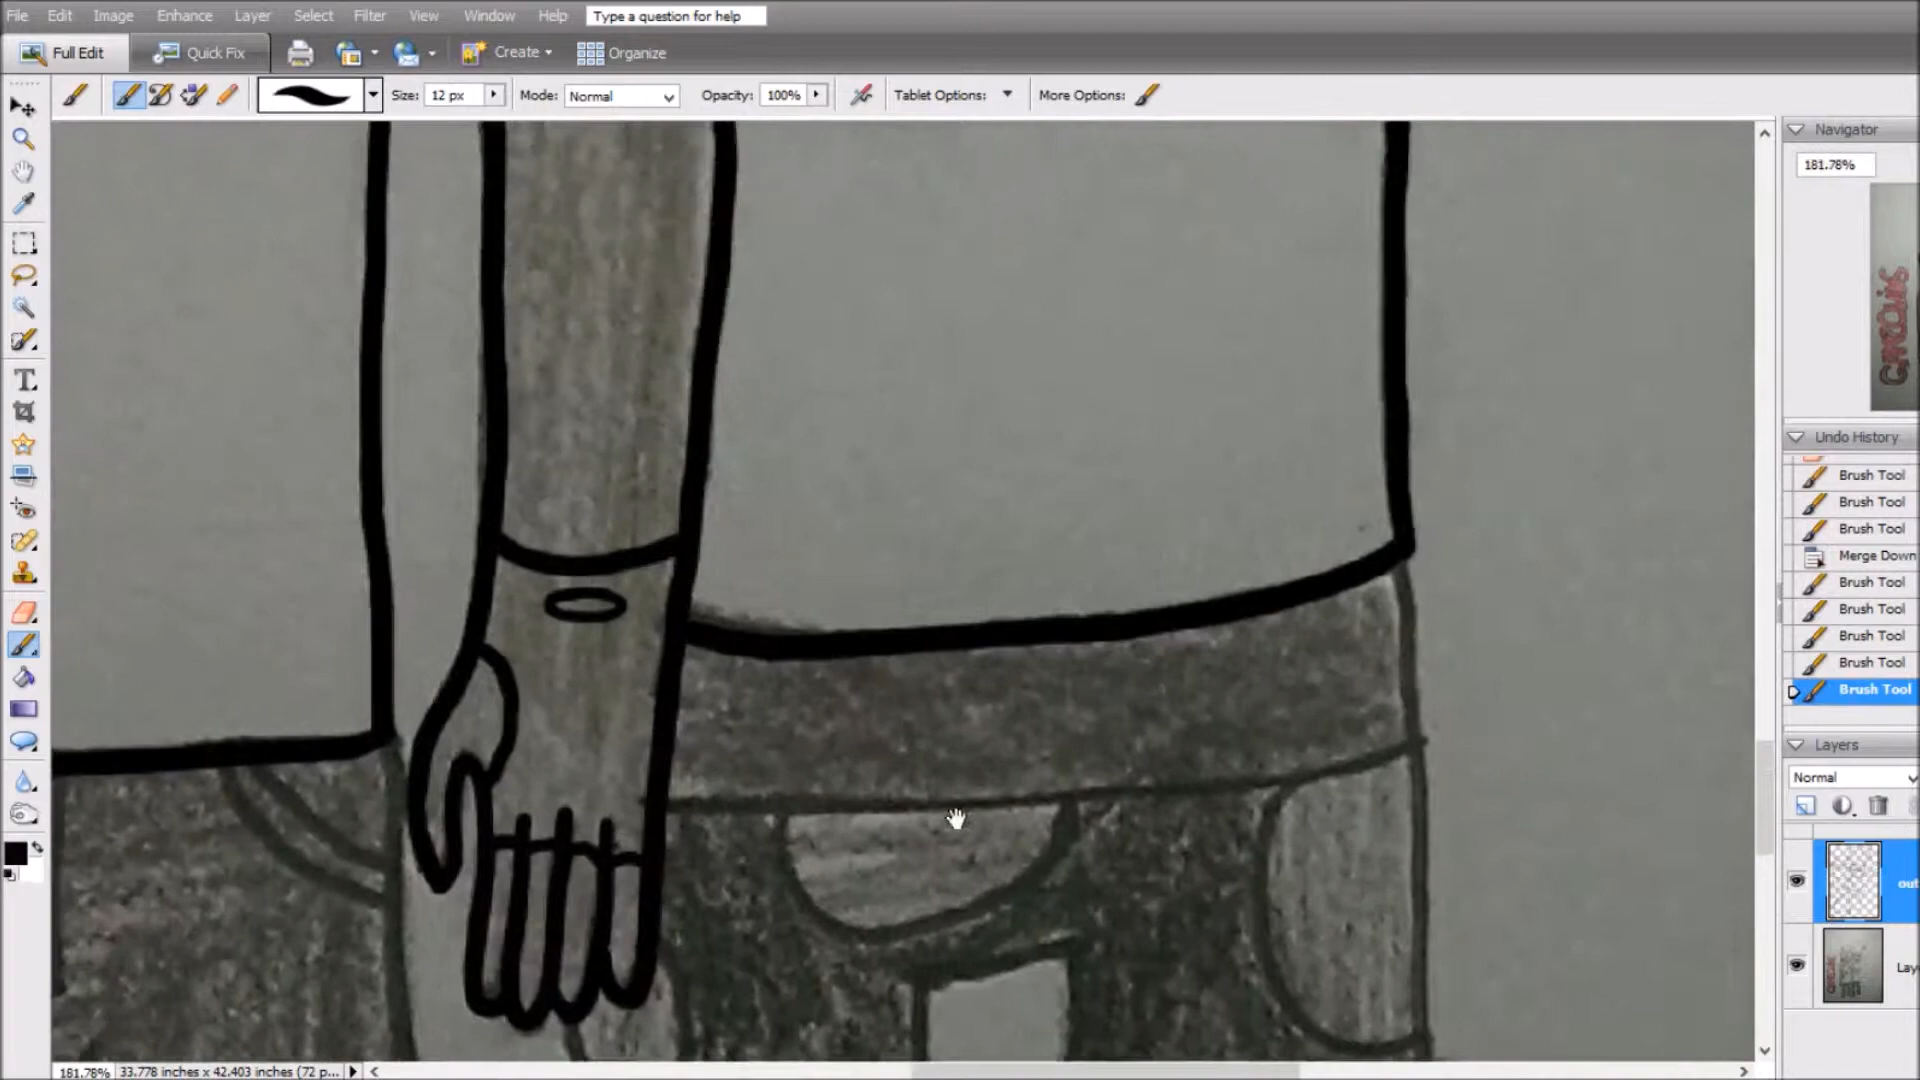 File Edit Image Enhance Layer Select Filter View Window Help Type a question for help
Full Edit Quick Fix Create Organize
Size: 12 px Mode: Normal Opacity: 100% Tablet Options: More Options:
Navigator
181.78%
Undo History
Brush Tool
Brush Tool
Brush Tool
Merge Down
Brush Tool
Brush Tool
Brush Tool
Brush Tool
Brush Tool
Layers
Normal
out
Lay
181.78% 33.778 inches x 42.403 inches (72 p...